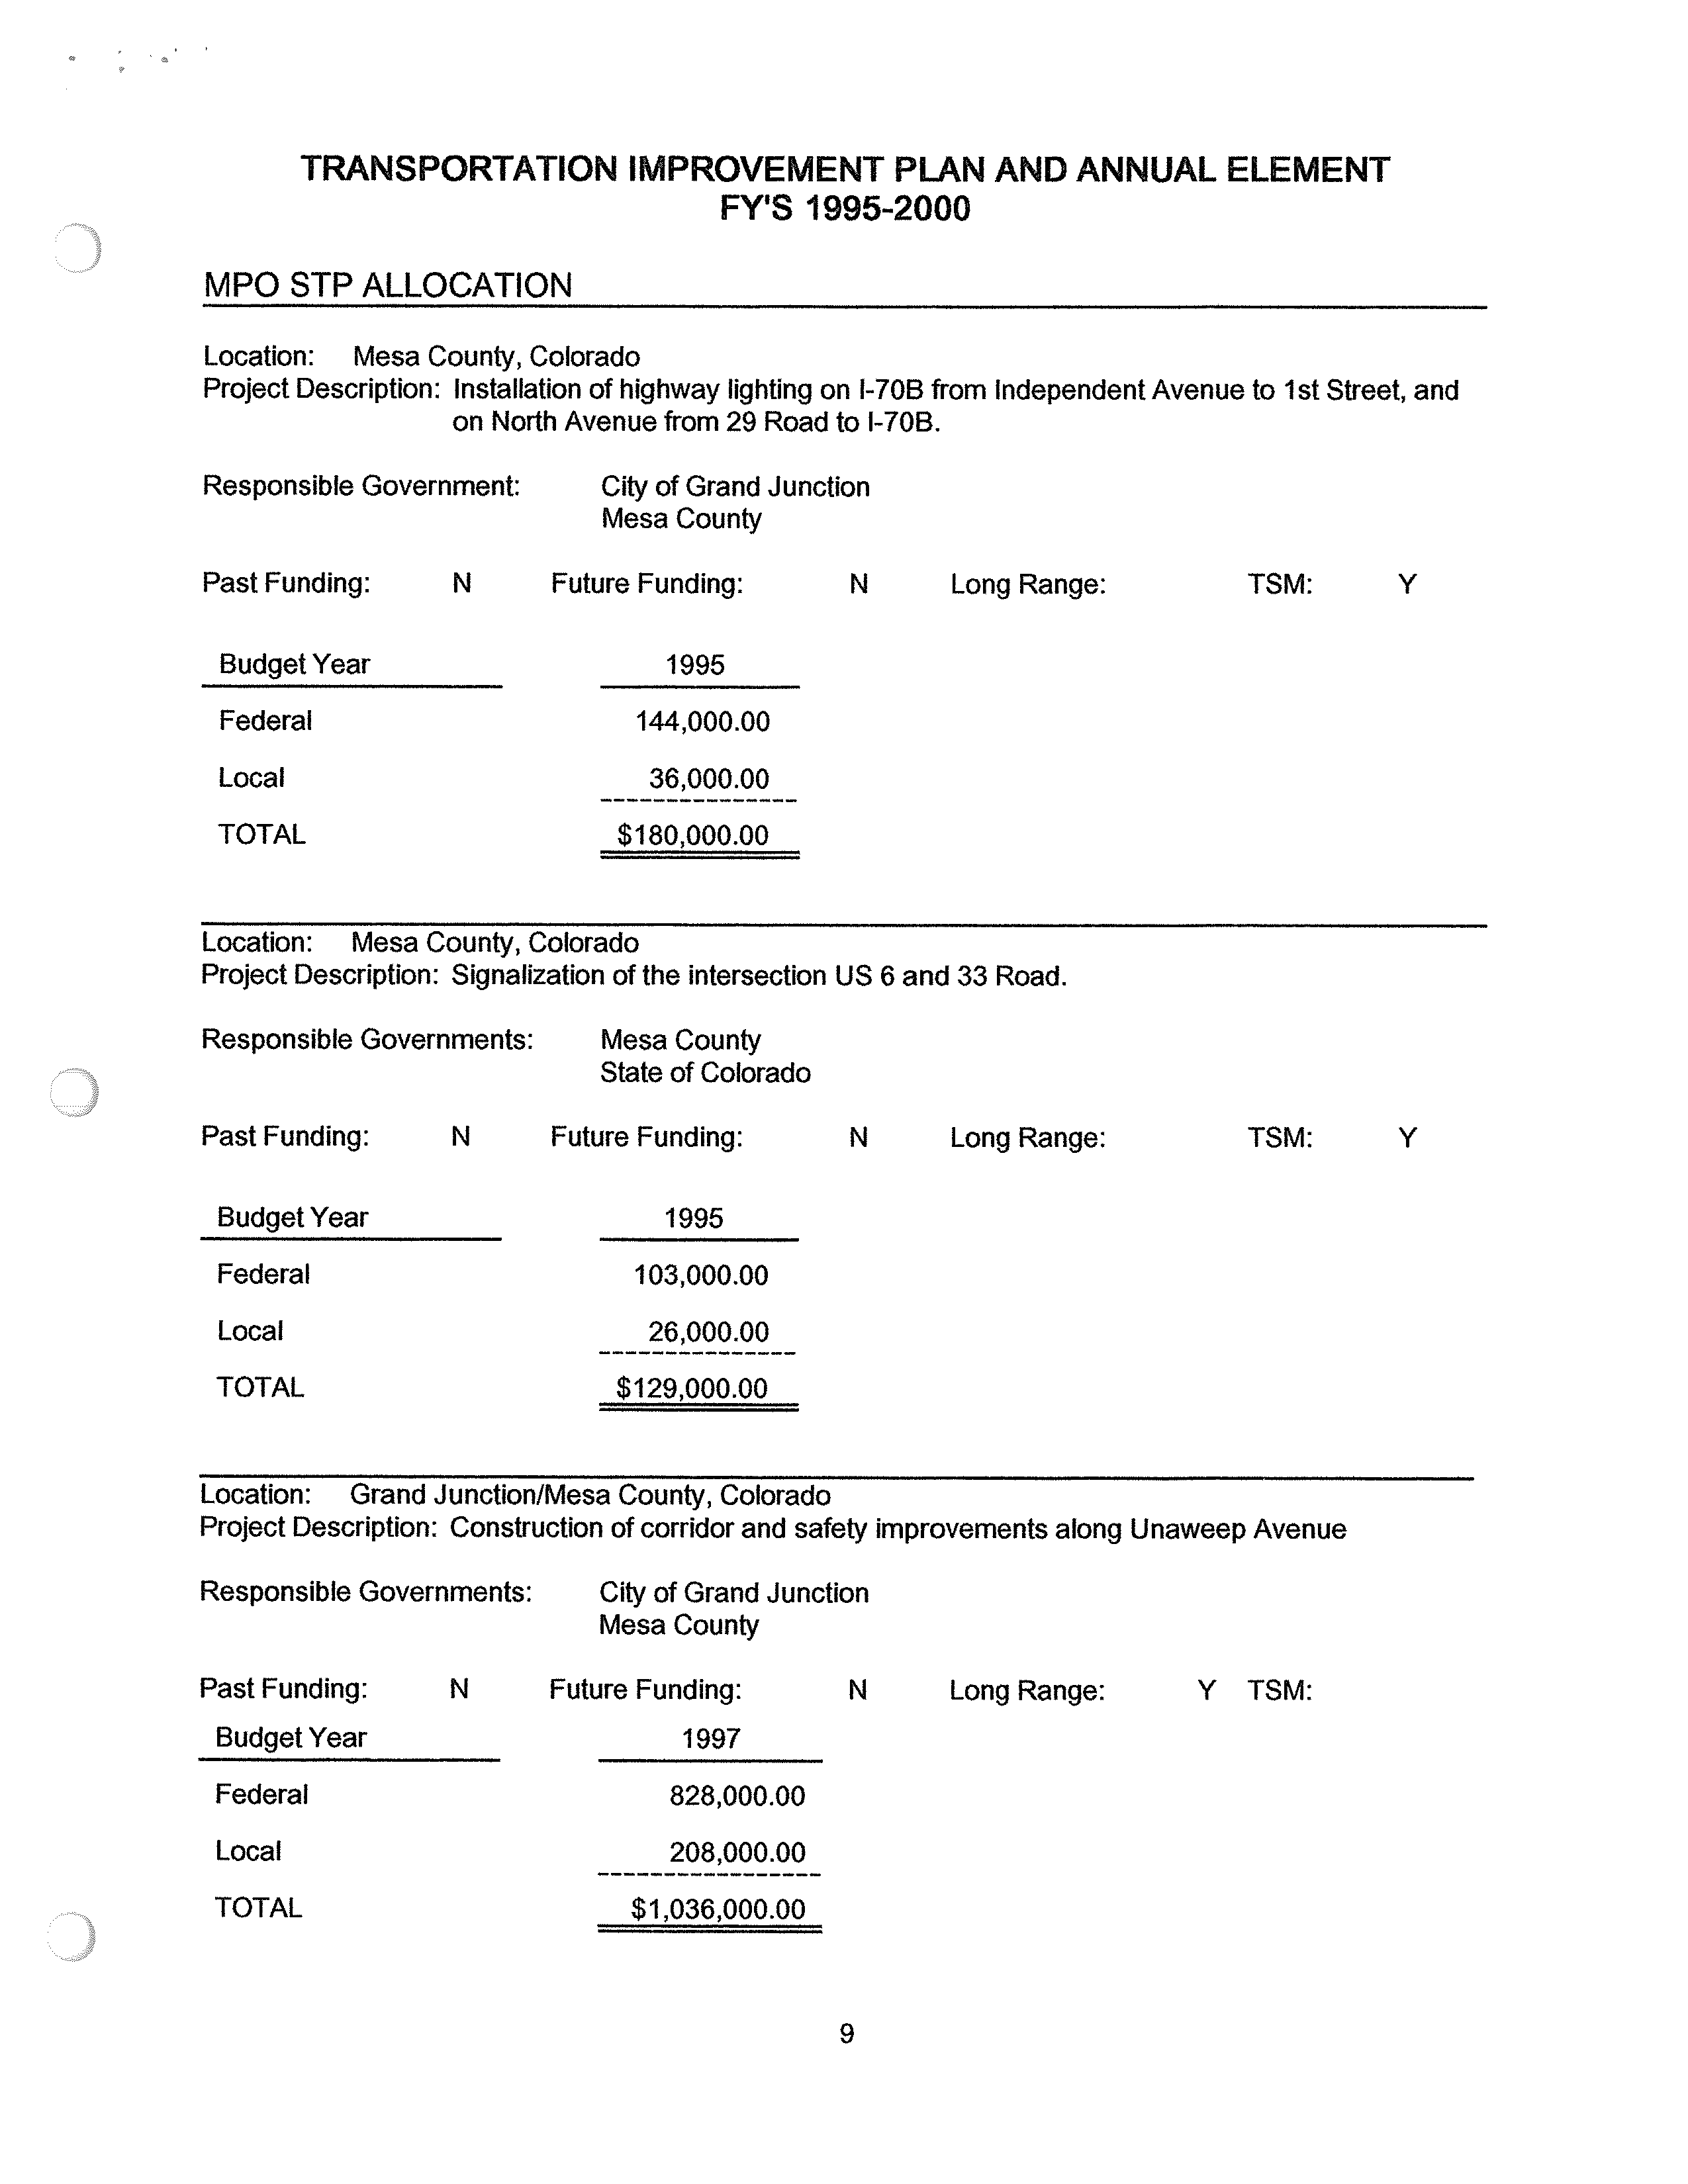 TRANSPORTATION IMPROVEMENT PLAN AND ANNUAL ELEMENT
FY'S 1995-2000
MPO STP ALLOCATION
Location: Mesa County, Colorado
Project Description: Installation of highway lighting on I-70B from Independent Avenue to 1st Street, and
on North Avenue from 29 Road to I-70B.
Responsible Government: City of Grand Junction
Mesa County
Past Funding: N Future Funding: N Long Range: TSM: Y
Budget Year 1995
Federal 144,000.00
Local 36,000.00
TOTAL $180,000.00
Location: Mesa County, Colorado
Project Description: Signalization of the intersection US 6 and 33 Road.
Responsible Governments: Mesa County
State of Colorado
Past Funding: N Future Funding: N Long Range: TSM: Y
Budget Year 1995
Federal 103,000.00
Local 26,000.00
TOTAL $129,000.00
Location: Grand Junction/Mesa County, Colorado
Project Description: Construction of corridor and safety improvements along Unaweep Avenue
Responsible Governments: City of Grand Junction
Mesa County
Past Funding: N Future Funding: N Long Range: Y TSM:
Budget Year 1997
Federal 828,000.00
Local 208,000.00
TOTAL $1,036,000.00
9